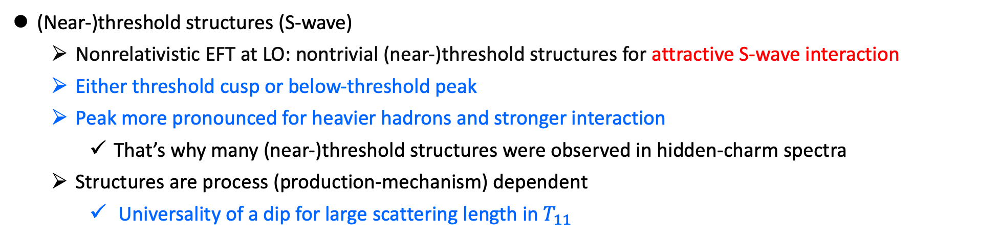 ● (Near-)threshold structures (S-wave)
➢ Nonrelativistic EFT at LO: nontrivial (near-)threshold structures for attractive S-wave interaction
➢ Either threshold cusp or below-threshold peak
➢ Peak more pronounced for heavier hadrons and stronger interaction
✓ That’s why many (near-)threshold structures were observed in hidden-charm spectra
➢ Structures are process (production-mechanism) dependent
✓ Universality of a dip for large scattering length in T₁₁